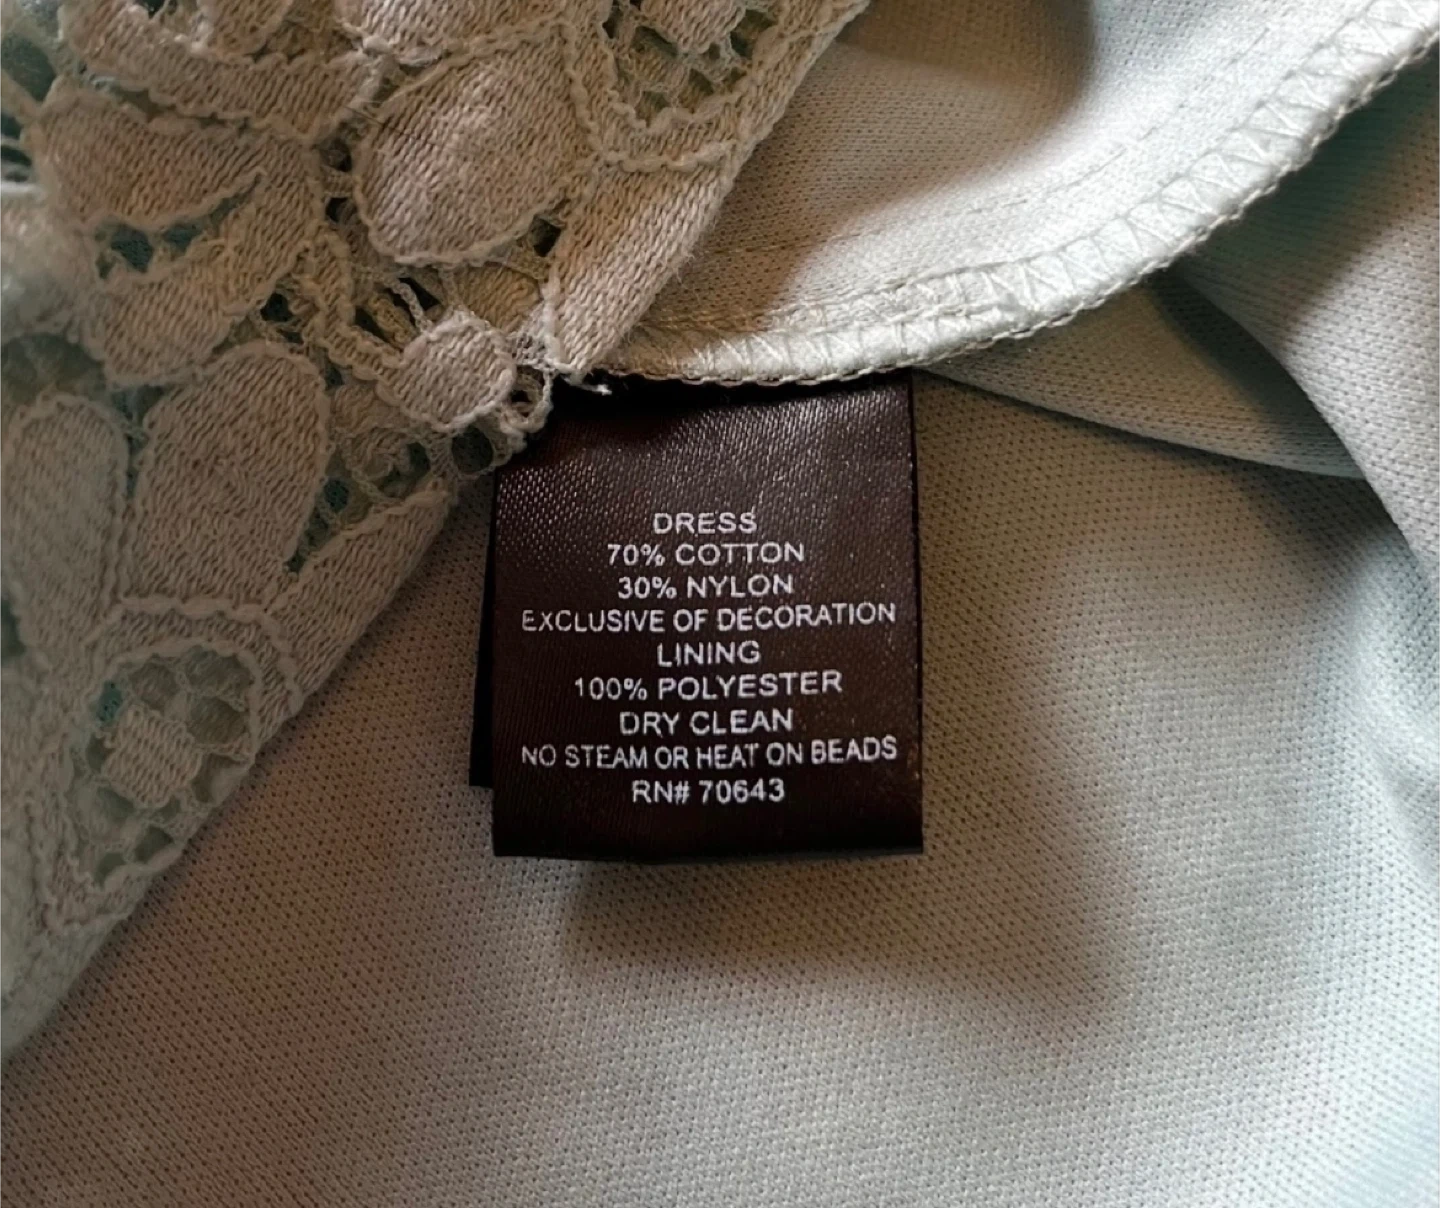 DRESS
70% COTTON
30% NYLON
EXCLUSIVE OF DECORATION
LINING
100% POLYESTER
DRY CLEAN
NO STEAM OR HEAT ON BEADS
RN# 70643